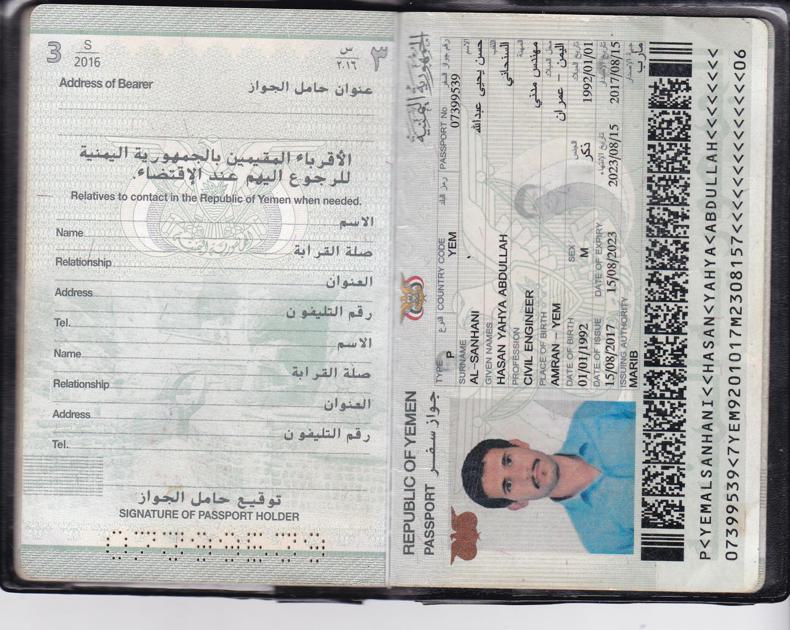 3
S
2016
Address of Bearer
عنوان حامل الجواز
س
٢٠١٦
٣
الأقرباء المقيمين بالجمهورية اليمنية
للرجوع اليهم عند الإقتضاء.
Relatives to contact in the Republic of Yemen when needed.
Name
الاسم
Relationship
صلة القرابة
Address
العنوان
Tel.
رقم التليفون
Name
الاسم
Relationship
صلة القرابة
Address
العنوان
Tel.
رقم التليفون
توقيع حامل الجواز
SIGNATURE OF PASSPORT HOLDER
REPUBLIC OF YEMEN
الجمهورية اليمنية
PASSPORT جواز سفر
TYPE النوع COUNTRY CODE رمز البلد PASSPORT No رقم جواز السفر
P YEM 07399539
SURNAME الاسم
AL-SANHANI حسن يحيى عبدالله
GIVEN NAMES اللقب
HASAN YAHYA ABDULLAH السنحاني
PROFESSION المهنة
CIVIL ENGINEER مهندس مدني
PLACE OF BIRTH محل الميلاد
AMRAN - YEM اليمن - عمران
DATE OF BIRTH SEX الجنس تاريخ الميلاد
01/01/1992 M ذكر 1992/01/01
DATE OF ISSUE DATE OF EXPIRY تاريخ الإنتهاء تاريخ الإصدار
15/08/2017 15/08/2023 2023/08/15 2017/08/15
ISSUING AUTHORITY جهة الإصدار
MARIB مارب
P<YEMALSANHANI<<HASAN<YAHYA<ABDULLAH<<<<<<<<
07399539<7YEM9201017M2308157<<<<<<<<<<<<<<06